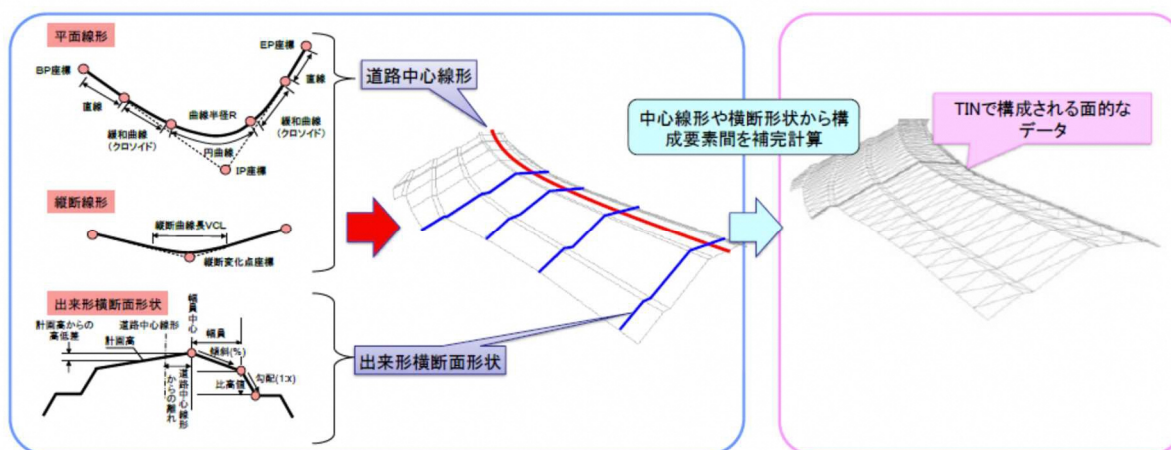 平面線形
BP座標
EP座標
直線
直線
曲線半径R
緩和曲線
(クロソイド)
緩和曲線
(クロソイド)
円曲線
IP座標
縦断線形
縦断曲線長VCL
縦断変化点座標
出来形横断面形状
計画高からの
高低差
道路中心線形
計画高
幅員中心
幅員
傾斜(%)
勾配(1:x)
比高値
道路中心線形
からの離れ
道路中心線形
出来形横断面形状
中心線形や横断形状から構
成要素間を補完計算
TINで構成される面的な
データ